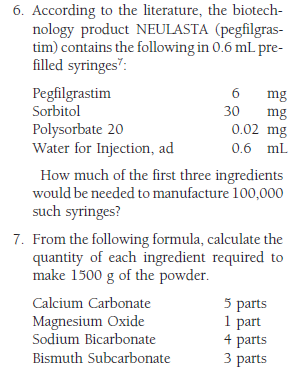 6. According to the literature, the biotech-
nology product NEULASTA (pegfilgras-
tim) contains the following in 0.6 mL pre-
filled syringes⁷:
Pegfilgrastim 6 mg
Sorbitol 30 mg
Polysorbate 20 0.02 mg
Water for Injection, ad 0.6 mL
How much of the first three ingredients
would be needed to manufacture 100,000
such syringes?
7. From the following formula, calculate the
quantity of each ingredient required to
make 1500 g of the powder.
Calcium Carbonate 5 parts
Magnesium Oxide 1 part
Sodium Bicarbonate 4 parts
Bismuth Subcarbonate 3 parts